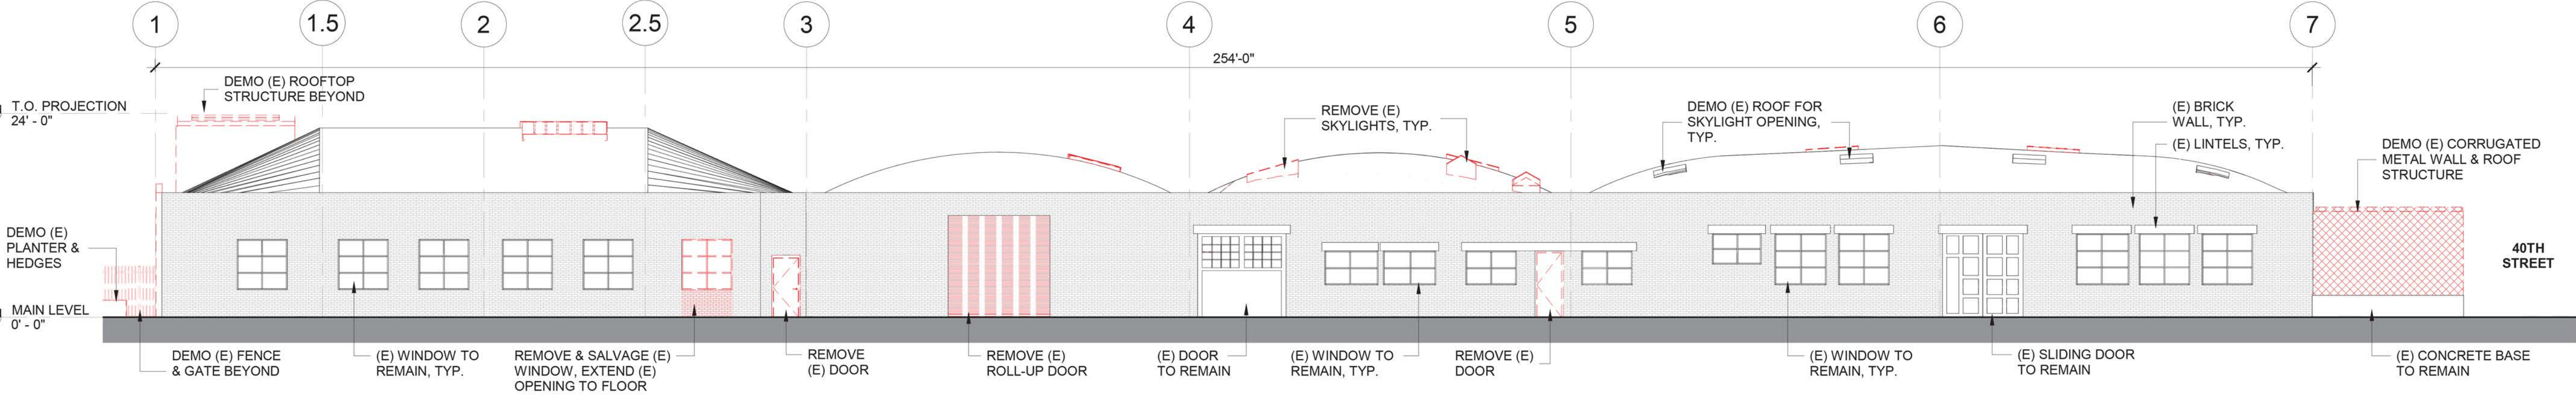 1
1.5
2
2.5
3
4
5
6
7
254'-0"
DEMO (E) ROOFTOP
STRUCTURE BEYOND
T.O. PROJECTION
24' - 0"
REMOVE (E)
SKYLIGHTS, TYP.
DEMO (E) ROOF FOR
SKYLIGHT OPENING,
TYP.
(E) BRICK
WALL, TYP.
(E) LINTELS, TYP.
DEMO (E) CORRUGATED
METAL WALL & ROOF
STRUCTURE
DEMO (E)
PLANTER &
HEDGES
40TH
STREET
MAIN LEVEL
0' - 0"
DEMO (E) FENCE
& GATE BEYOND
(E) WINDOW TO
REMAIN, TYP.
REMOVE & SALVAGE (E)
WINDOW, EXTEND (E)
OPENING TO FLOOR
REMOVE
(E) DOOR
REMOVE (E)
ROLL-UP DOOR
(E) DOOR
TO REMAIN
(E) WINDOW TO
REMAIN, TYP.
REMOVE (E)
DOOR
(E) WINDOW TO
REMAIN, TYP.
(E) SLIDING DOOR
TO REMAIN
(E) CONCRETE BASE
TO REMAIN